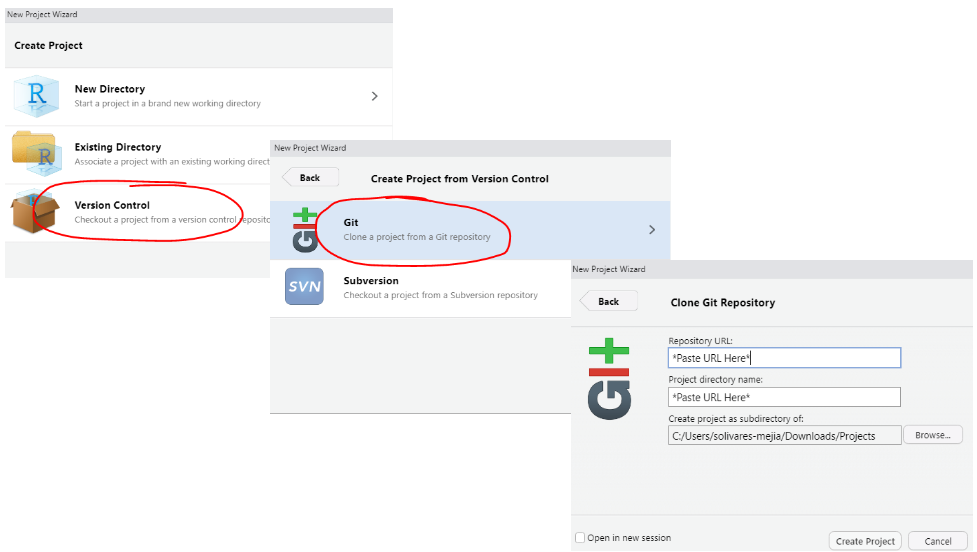 New Project Wizard
Create Project
R
New Directory
Start a project in a brand new working directory
R
Existing Directory
Associate a project with an existing working direct
Version Control
Checkout a project from a version control reposito
New Project Wizard
Back
Create Project from Version Control
Git
Git
Clone a project from a Git repository
SVN
Subversion
Checkout a project from a Subversion repository
New Project Wizard
Back
Clone Git Repository
Git
Repository URL:
*Paste URL Here*
Project directory name:
*Paste URL Here*
Create project as subdirectory of:
C:/Users/solivares-mejia/Downloads/Projects
Browse...
Open in new session
Create Project
Cancel